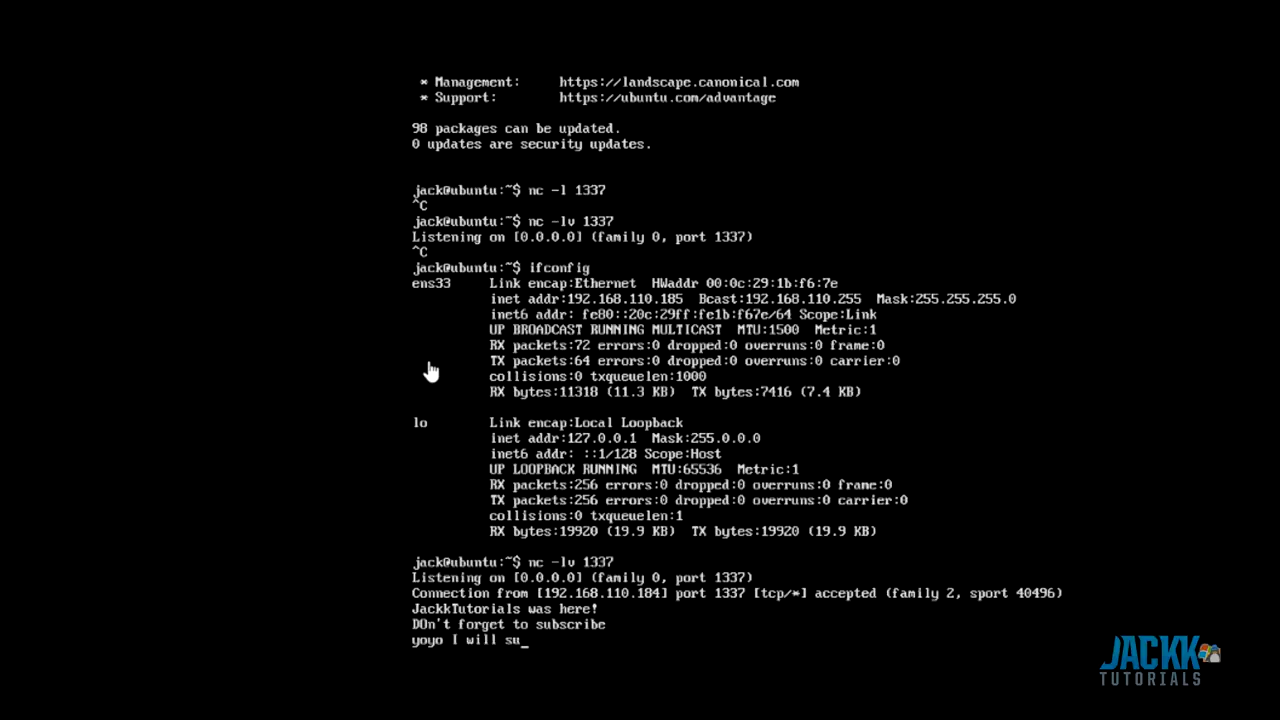 * Management: https://landscape.canonical.com
* Support: https://ubuntu.com/advantage
98 packages can be updated.
0 updates are security updates.
jack@ubuntu:~$ nc -l 1337
^C
jack@ubuntu:~$ nc -lv 1337
Listening on [0.0.0.0] (family 0, port 1337)
^C
jack@ubuntu:~$ ifconfig
ens33 Link encap:Ethernet HWaddr 00:0c:29:1b:f6:7e
inet addr:192.168.110.185 Bcast:192.168.110.255 Mask:255.255.255.0
inet6 addr: fe80::20c:29ff:fe1b:f67e/64 Scope:Link
UP BROADCAST RUNNING MULTICAST MTU:1500 Metric:1
RX packets:72 errors:0 dropped:0 overruns:0 frame:0
TX packets:64 errors:0 dropped:0 overruns:0 carrier:0
collisions:0 txqueuelen:1000
RX bytes:11318 (11.3 KB) TX bytes:7416 (7.4 KB)
lo Link encap:Local Loopback
inet addr:127.0.0.1 Mask:255.0.0.0
inet6 addr: ::1/128 Scope:Host
UP LOOPBACK RUNNING MTU:65536 Metric:1
RX packets:256 errors:0 dropped:0 overruns:0 frame:0
TX packets:256 errors:0 dropped:0 overruns:0 carrier:0
collisions:0 txqueuelen:1
RX bytes:19920 (19.9 KB) TX bytes:19920 (19.9 KB)
jack@ubuntu:~$ nc -lv 1337
Listening on [0.0.0.0] (family 0, port 1337)
Connection from [192.168.110.184] port 1337 [tcp/*] accepted (family 2, sport 40496)
JackkTutorials was here!
DOn't forget to subscribe
yoyo I will su_
JACKK
TUTORIALS